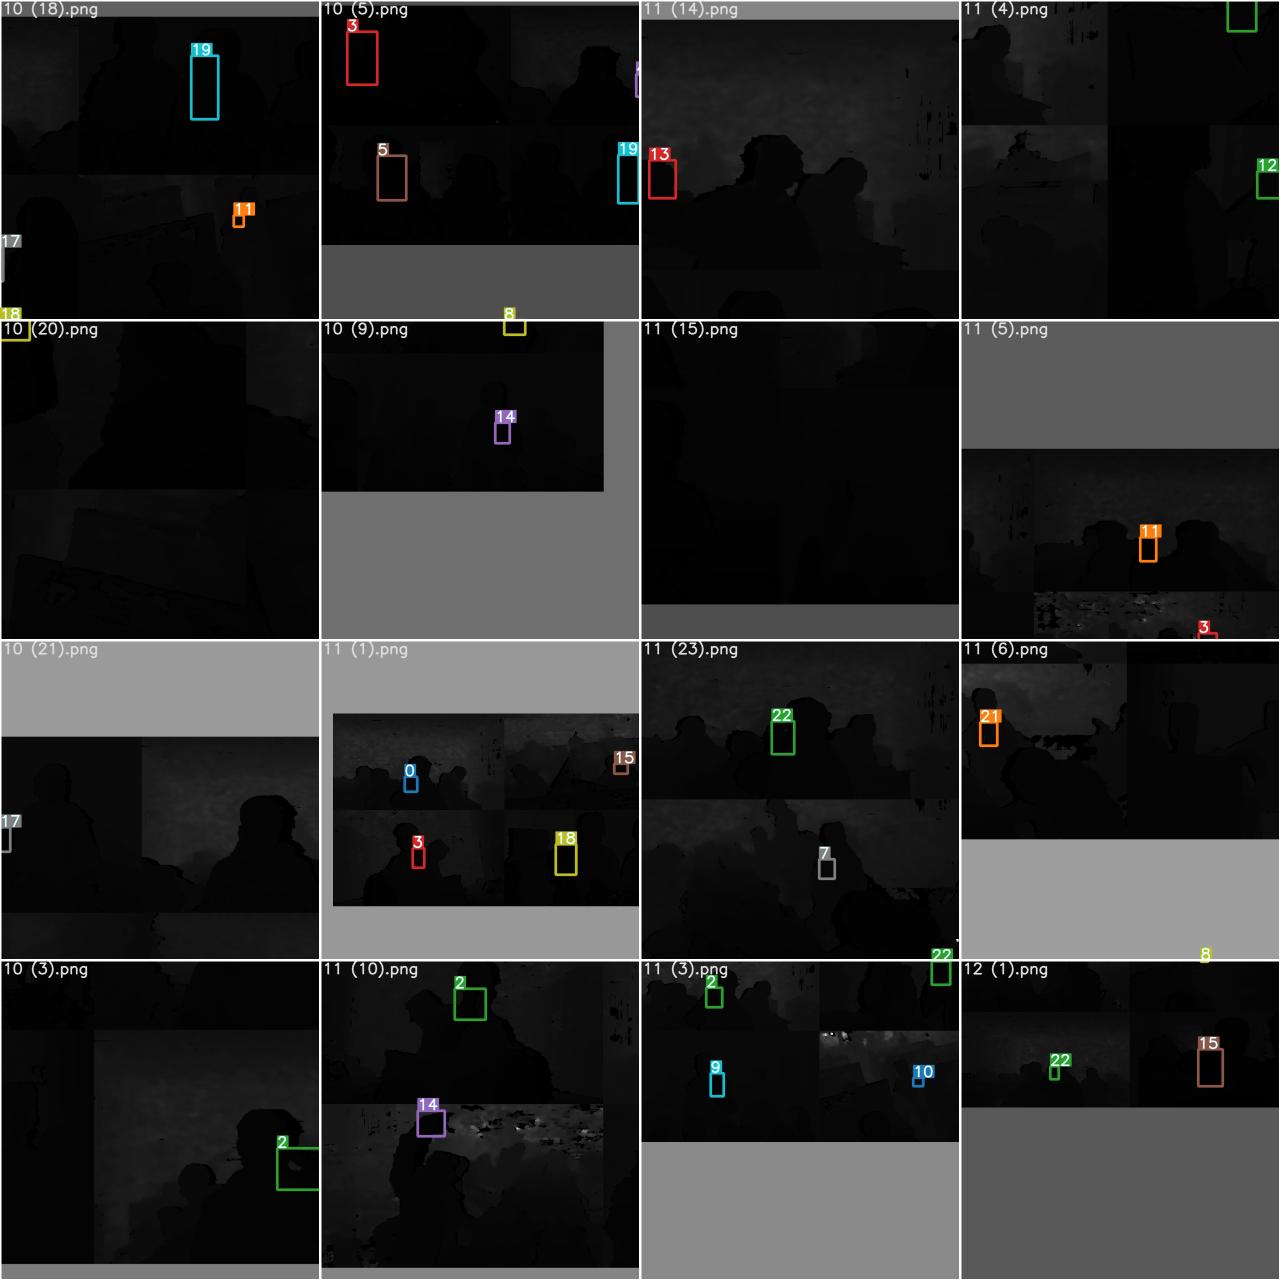 10 (18).png
10 (5).png
11 (14).png
11 (4).png
19
11
17
18
3
5
19
8
13
12
10 (20).png
10 (9).png
11 (15).png
11 (5).png
14
11
3
10 (21).png
11 (1).png
11 (23).png
11 (6).png
17
0
15
3
18
22
7
22
21
8
10 (3).png
11 (10).png
11 (3).png
12 (1).png
2
2
14
2
9
10
22
15